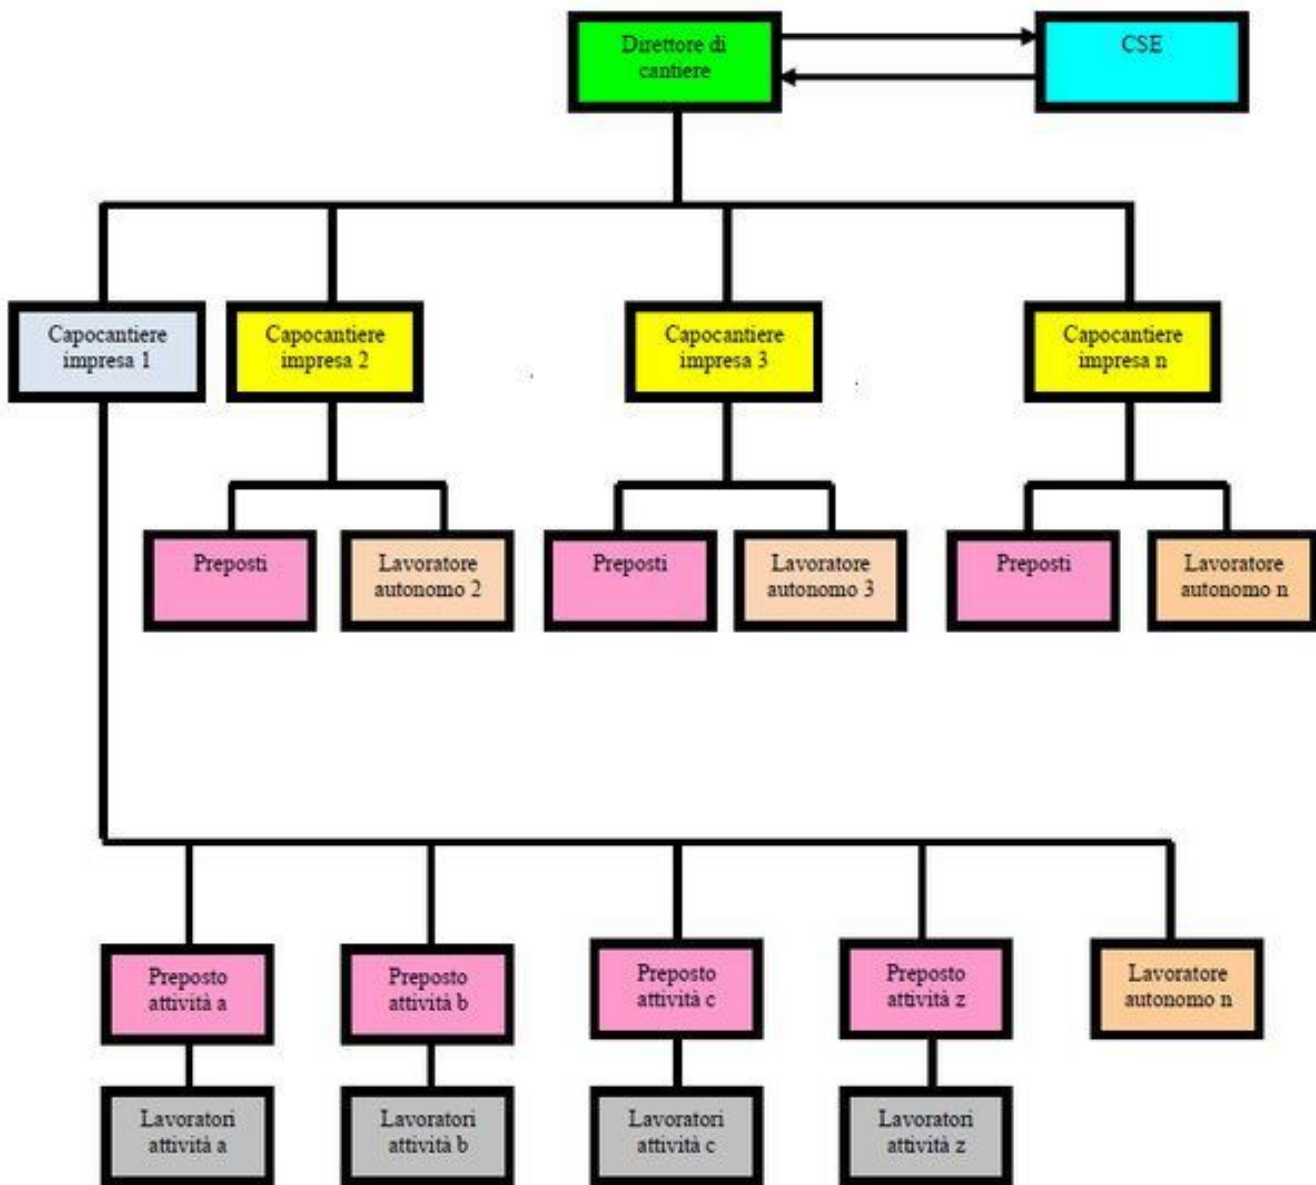 Direttore di
cantiere
CSE
Capocantiere
impresa 1
Capocantiere
impresa 2
Capocantiere
impresa 3
Capocantiere
impresa n
Preposti
Lavoratore
autonomo 2
Preposti
Lavoratore
autonomo 3
Preposti
Lavoratore
autonomo n
Preposto
attività a
Preposto
attività b
Preposto
attività c
Preposto
attività z
Lavoratore
autonomo n
Lavoratori
attività a
Lavoratori
attività b
Lavoratori
attività c
Lavoratori
attività z